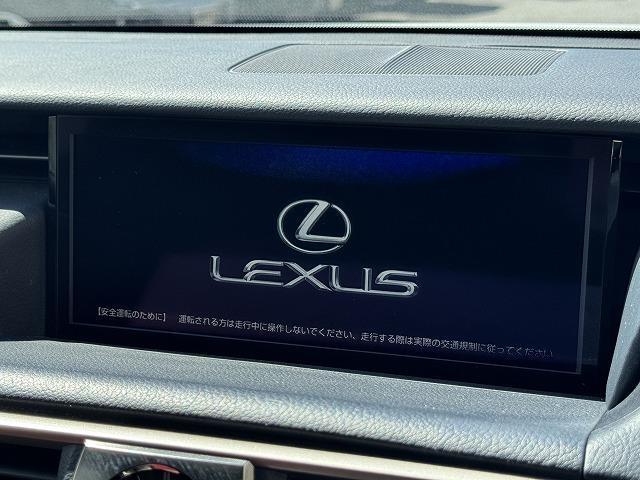 LEXUS
【安全運転のために】 運転される方は走行中に操作しないでください、走行する際は実際の交通規制に従ってください